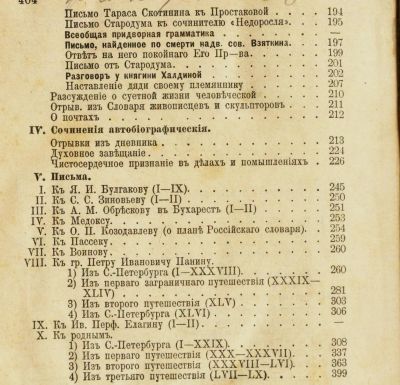 404
Письмо Тараса Скотинина къ Простаковой . . . . . 194
Письмо Стародума къ сочинителю «Недоросля». . . . 195
Всеобщая придворная грамматика . . . . . —
Письмо, найденное по смерти надв. сов. Взяткина. . . . 197
Отвѣтъ на него покойнаго Его Пр—ва. . . . . 199
Письмо отъ Стародума. . . . . 201
Разговоръ у княгини Халдиной . . . . . 202
Наставленіе дяди своему племяннику . . . . . 207
Разсужденіе о суетной жизни человѣческой . . . . . 210
Отрыв. изъ Словаря живописцевъ и скульпторовъ. . . . . 211
О почтахъ . . . . . 212
IV. Сочиненія автобіографическія.
Отрывки изъ дневника . . . . . 213
Духовное завѣщаніе. . . . . 224
Чистосердечное признаніе въ дѣлахъ и помышленіяхъ . . . . 226
V. Письма.
I. Къ Я. И. Булгакову (I—IX). . . . . 245
II. Къ С. С. Зиновьеву (I—II) . . . . . 250
III. Къ А. М. Обрѣскову въ Бухарестъ (I—II) . . . . . 251
IV. Къ Медоксу. . . . . 253
V. Къ О. П. Козодавлеву (о планѣ Россійскаго словаря). . . . 254
VI. Къ Пассеку . . . . . 259
VII. Къ Воинову . . . . . 260
VIII. Къ гр. Петру Ивановичу Панину.
1) Изъ С.-Петербурга (I—XXXVIII). . . . . 260
2) Изъ перваго заграничнаго путешествія (XXXIX—
XLIV) . . . . . 281
3) Изъ второго путешествія (XLV) . . . . . 303
4) Изъ С.-Петербурга (XLVI) . . . . . 306
IX. Къ Ив. Перф. Елагину (I—II) . . . . . —
X. Къ роднымъ.
1) Изъ С.-Петербурга (I—XXIX). . . . . 308
2) Изъ перваго путешествія (XXX—XXXVII). . . . . 337
3) Изъ второго путешествія (XXXVIII—LVI) . . . . . 363
4) Изъ третьяго путешествія (LVII—LX). . . . . 399